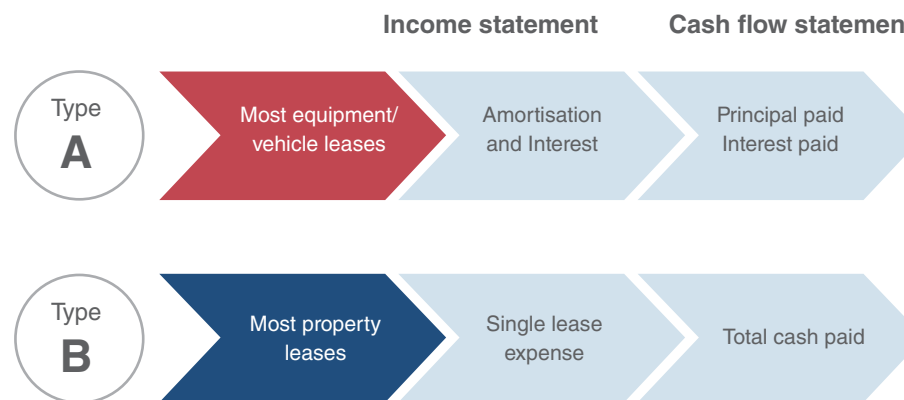 Income statement
Cash flow statemen
Type
A
Most equipment/
vehicle leases
Amortisation
and Interest
Principal paid
Interest paid
Type
B
Most property
leases
Single lease
expense
Total cash paid